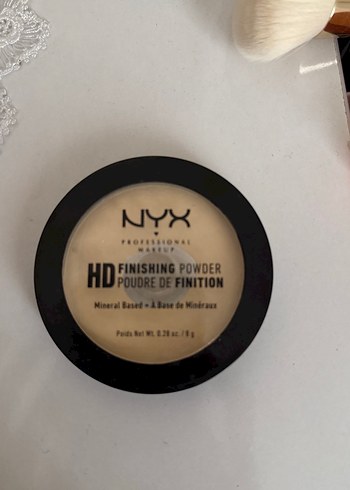 NYX
PROFESSIONAL
MAKEUP
HD FINISHING POWDER
POUDRE DE FINITION
Mineral Based • À Base de Minéraux
Poids Net Wt. 0.28 oz. / 8 g